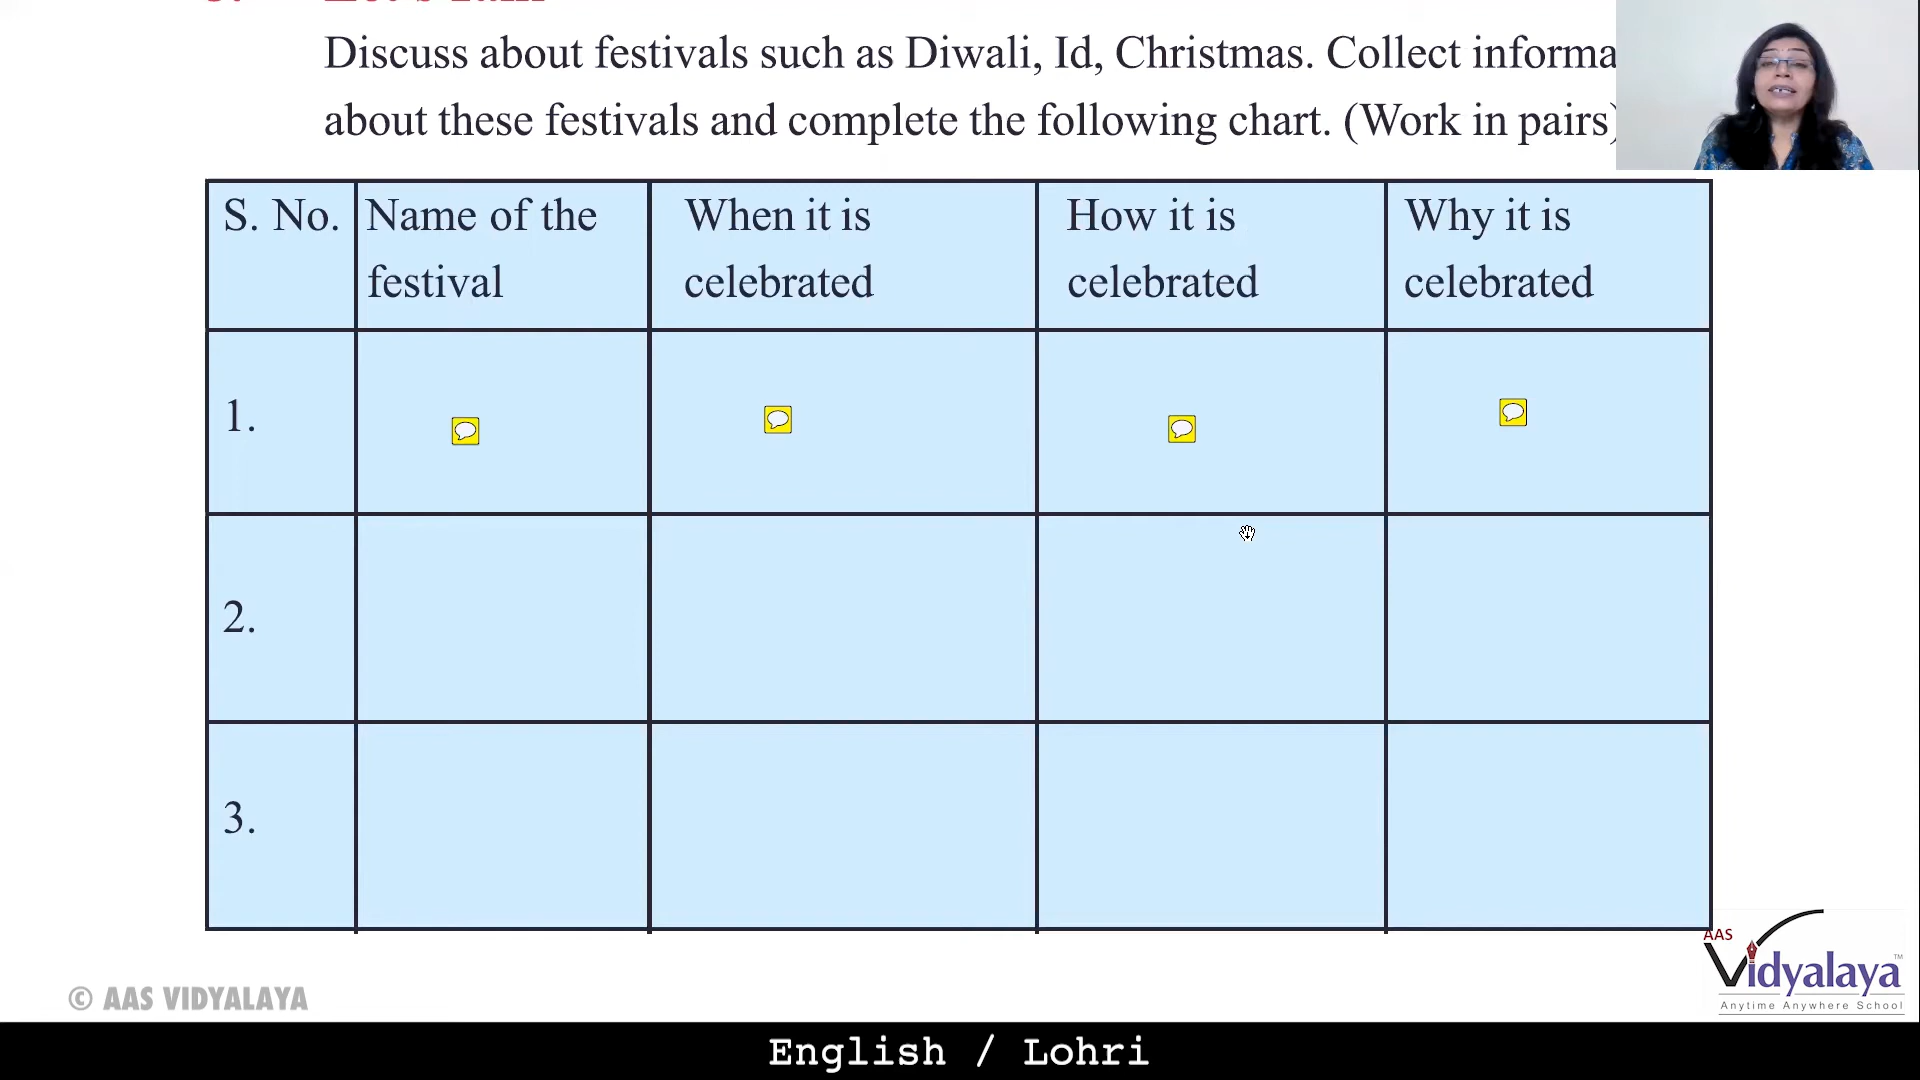 Discuss about festivals such as Diwali, Id, Christmas. Collect informa
about these festivals and complete the following chart. (Work in pairs)
S. No.
Name of the
festival
When it is
celebrated
How it is
celebrated
Why it is
celebrated
1.
2.
3.
AAS
Vidyalaya
TM
Anytime Anywhere School
© AAS VIDYALAYA
English / Lohri